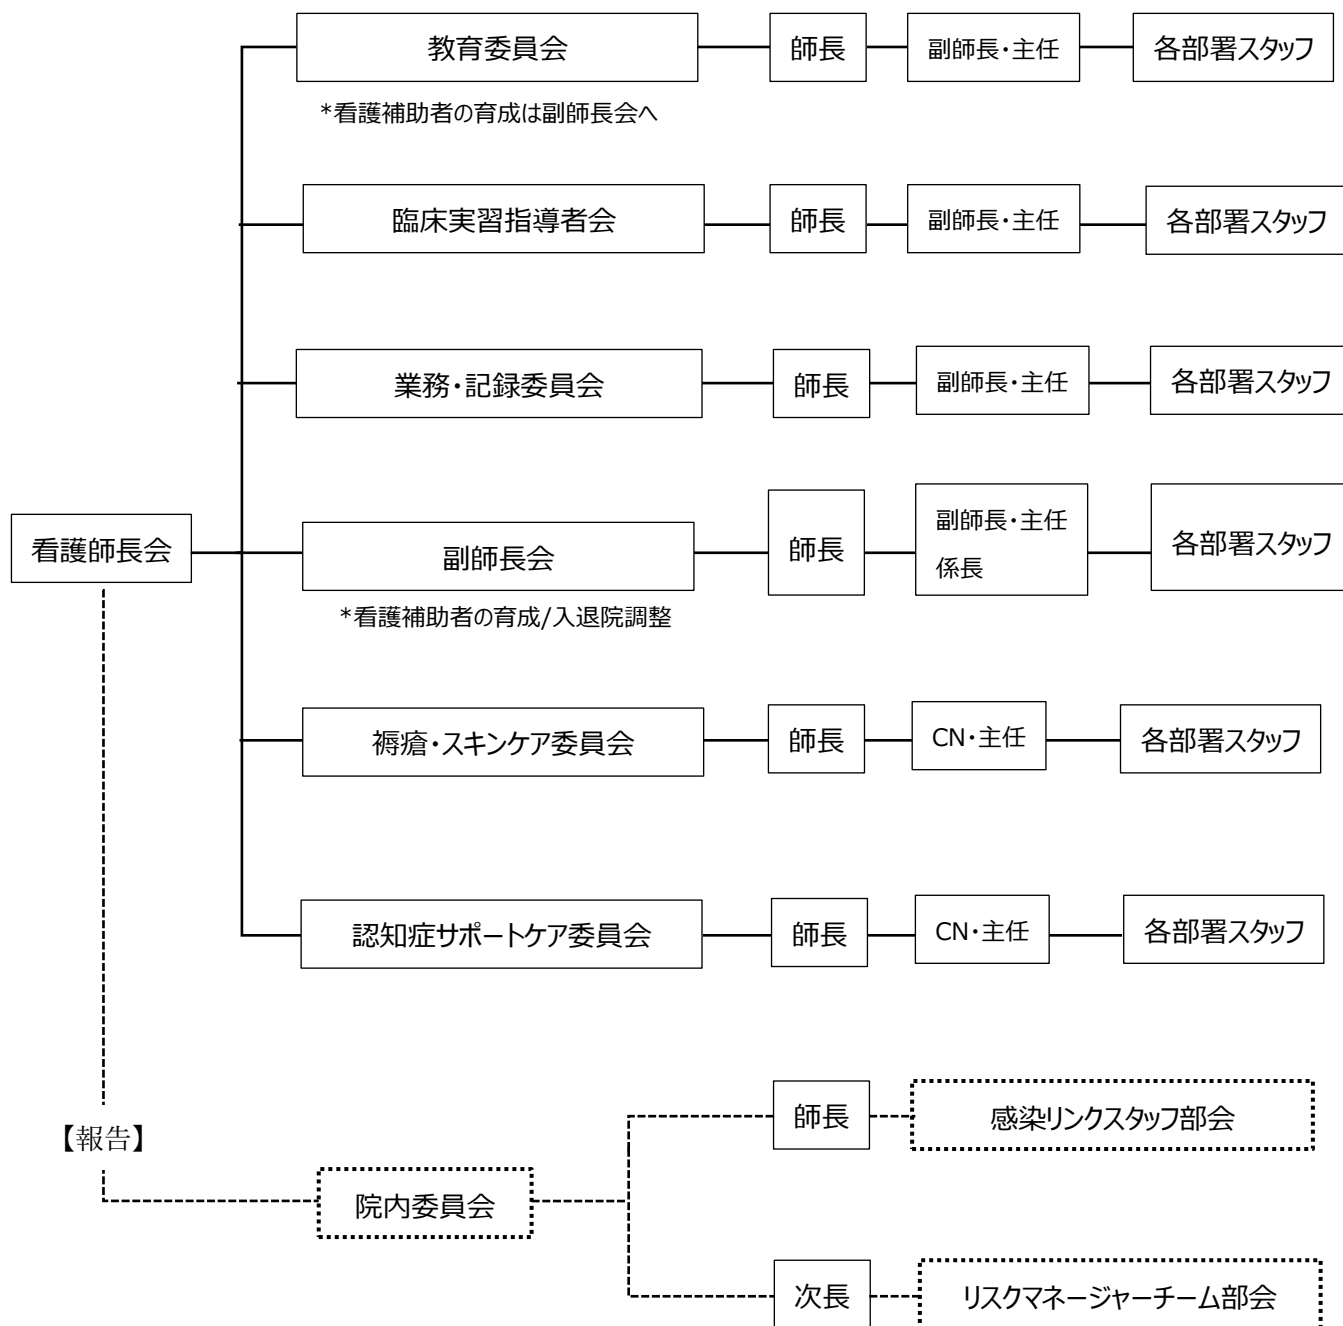 教育委員会 師長 副師長・主任 各部署スタッフ
*看護補助者の育成は副師長会へ
臨床実習指導者会 師長 副師長・主任 各部署スタッフ
業務・記録委員会 師長 副師長・主任 各部署スタッフ
看護師長会 副師長会 師長 副師長・主任 各部署スタッフ
係長
*看護補助者の育成/入退院調整
褥瘡・スキンケア委員会 師長 CN・主任 各部署スタッフ
認知症サポートケア委員会 師長 CN・主任 各部署スタッフ
師長 感染リンクスタッフ部会
【報告】
院内委員会
次長 リスクマネージャーチーム部会